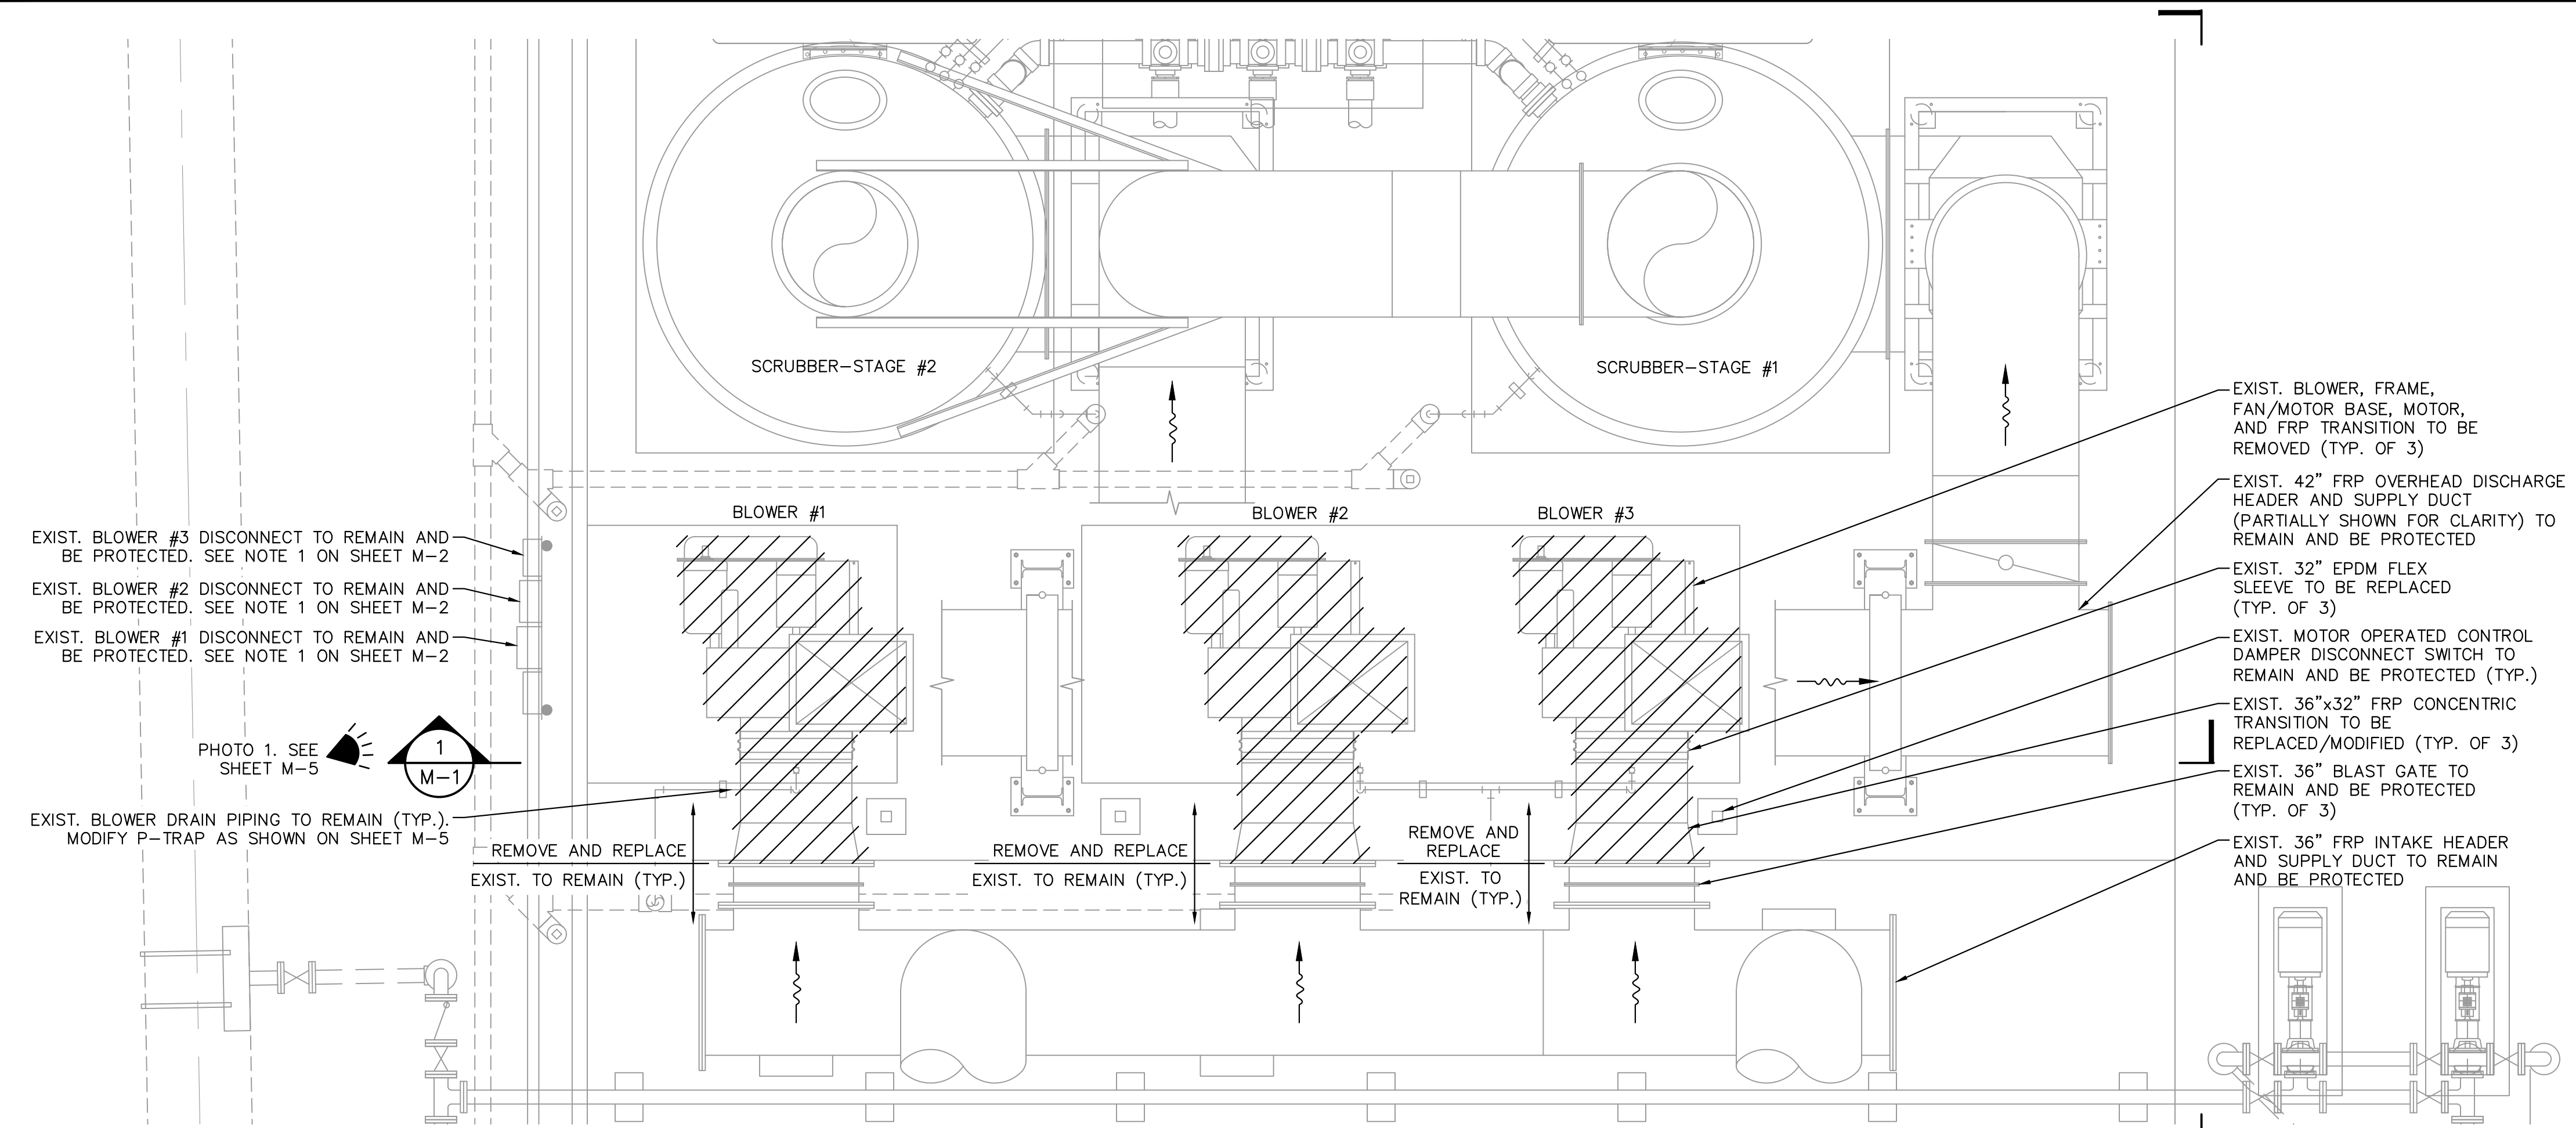 SCRUBBER-STAGE #2
SCRUBBER-STAGE #1
BLOWER #1
BLOWER #2
BLOWER #3
EXIST. BLOWER #3 DISCONNECT TO REMAIN AND
BE PROTECTED. SEE NOTE 1 ON SHEET M-2
EXIST. BLOWER #2 DISCONNECT TO REMAIN AND
BE PROTECTED. SEE NOTE 1 ON SHEET M-2
EXIST. BLOWER #1 DISCONNECT TO REMAIN AND
BE PROTECTED. SEE NOTE 1 ON SHEET M-2
PHOTO 1. SEE
SHEET M-5
1
M-1
EXIST. BLOWER DRAIN PIPING TO REMAIN (TYP.).
MODIFY P-TRAP AS SHOWN ON SHEET M-5
REMOVE AND REPLACE
EXIST. TO REMAIN (TYP.)
REMOVE AND REPLACE
EXIST. TO REMAIN (TYP.)
REMOVE AND
REPLACE
EXIST. TO
REMAIN (TYP.)
EXIST. BLOWER, FRAME,
FAN/MOTOR BASE, MOTOR,
AND FRP TRANSITION TO BE
REMOVED (TYP. OF 3)
EXIST. 42" FRP OVERHEAD DISCHARGE
HEADER AND SUPPLY DUCT
(PARTIALLY SHOWN FOR CLARITY) TO
REMAIN AND BE PROTECTED
EXIST. 32" EPDM FLEX
SLEEVE TO BE REPLACED
(TYP. OF 3)
EXIST. MOTOR OPERATED CONTROL
DAMPER DISCONNECT SWITCH TO
REMAIN AND BE PROTECTED (TYP.)
EXIST. 36"x32" FRP CONCENTRIC
TRANSITION TO BE
REPLACED/MODIFIED (TYP. OF 3)
EXIST. 36" BLAST GATE TO
REMAIN AND BE PROTECTED
(TYP. OF 3)
EXIST. 36" FRP INTAKE HEADER
AND SUPPLY DUCT TO REMAIN
AND BE PROTECTED